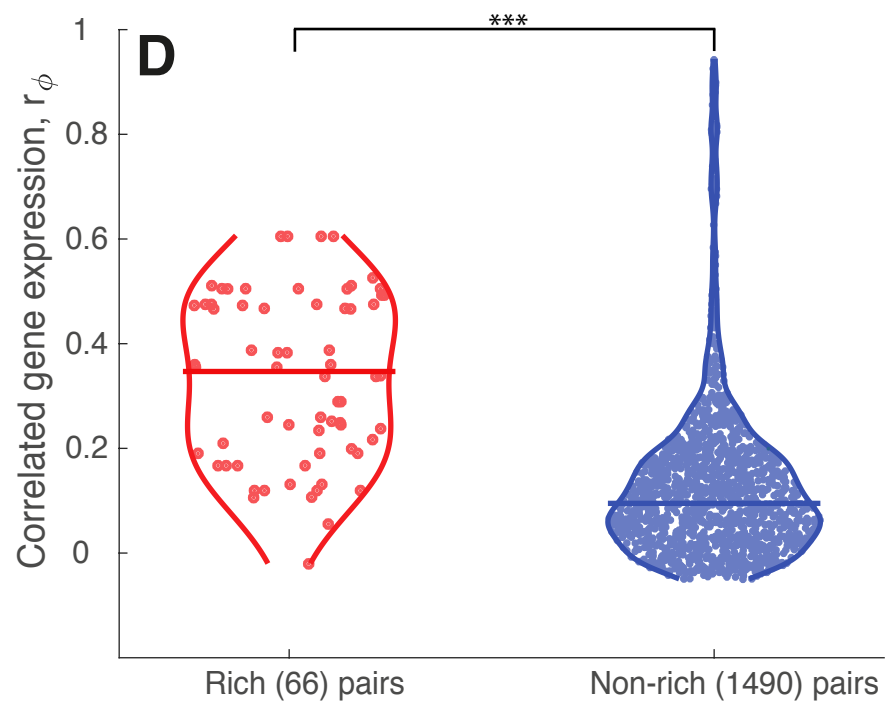 ***
D
1
0.8
0.6
0.4
0.2
0
Correlated gene expression, rϕ
Rich (66) pairs
Non-rich (1490) pairs